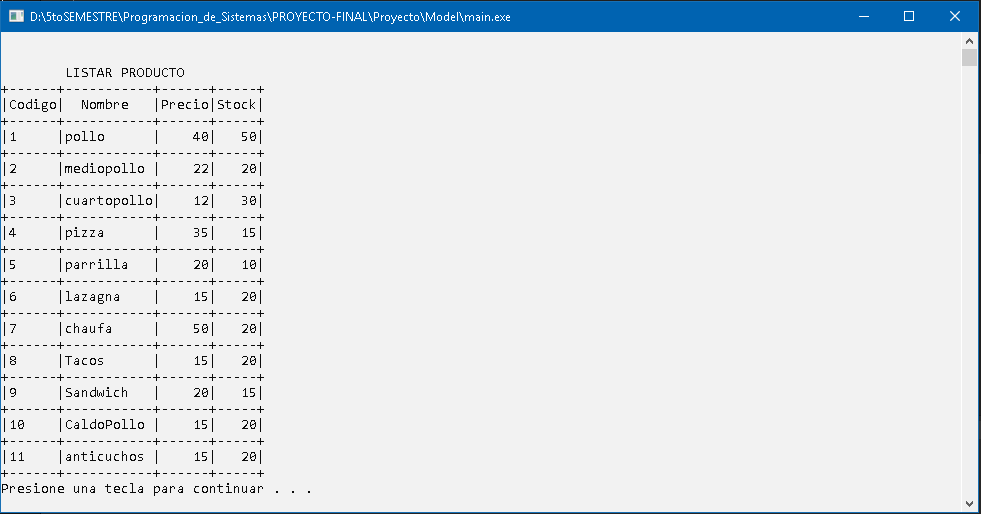 D:\5toSEMESTRE\Programacion_de_Sistemas\PROYECTO-FINAL\Proyecto\Model\main.exe
LISTAR PRODUCTO
+------+-----------+------+-----+
|Codigo|  Nombre   |Precio|Stock|
+------+-----------+------+-----+
|1     |pollo      |    40|   50|
+------+-----------+------+-----+
|2     |mediopollo |    22|   20|
+------+-----------+------+-----+
|3     |cuartopollo|    12|   30|
+------+-----------+------+-----+
|4     |pizza      |    35|   15|
+------+-----------+------+-----+
|5     |parrilla   |    20|   10|
+------+-----------+------+-----+
|6     |lazagna    |    15|   20|
+------+-----------+------+-----+
|7     |chaufa     |    50|   20|
+------+-----------+------+-----+
|8     |Tacos      |    15|   20|
+------+-----------+------+-----+
|9     |Sandwich   |    20|   15|
+------+-----------+------+-----+
|10    |CaldoPollo |    15|   20|
+------+-----------+------+-----+
|11    |anticuchos |    15|   20|
+------+-----------+------+-----+
Presione una tecla para continuar . . .